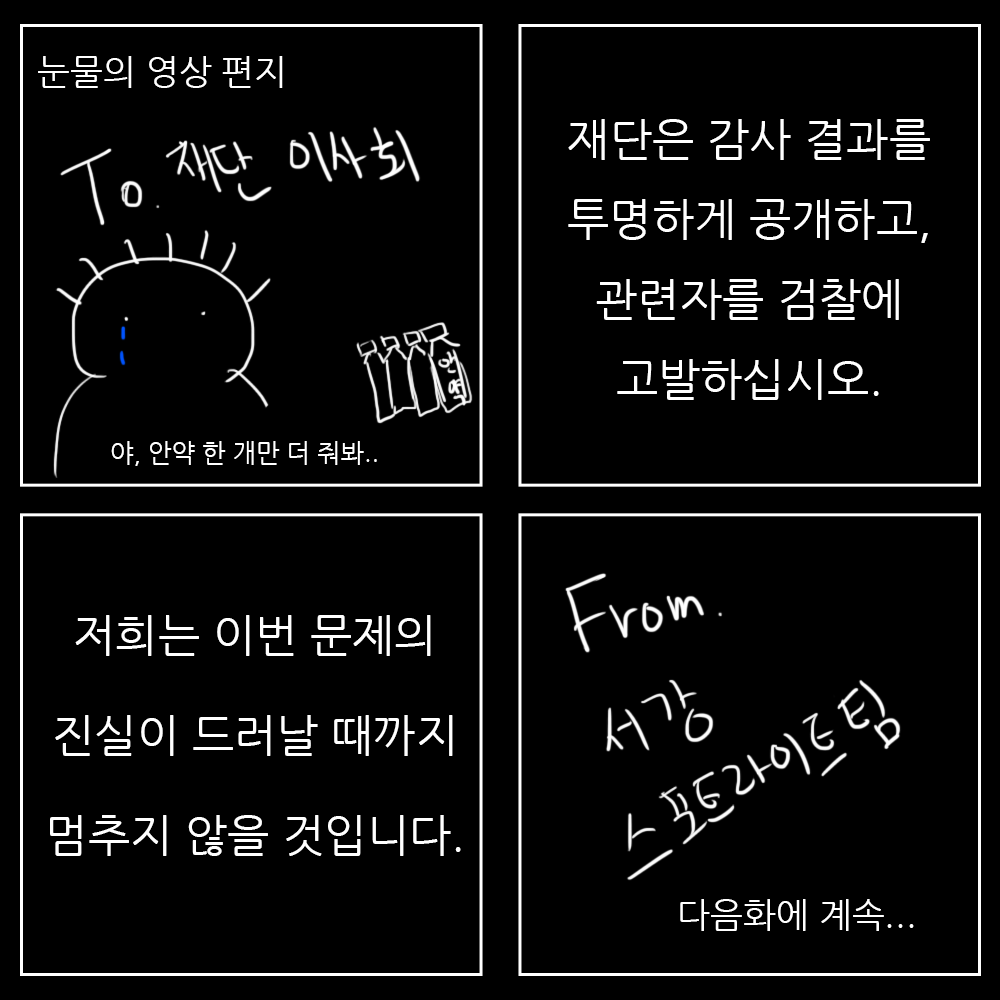 눈물의 영상 편지
To. 재단 이사회
안약
야, 안약 한 개만 더 줘봐..
재단은 감사 결과를
투명하게 공개하고,
관련자를 검찰에
고발하십시오.
저희는 이번 문제의
진실이 드러날 때까지
멈추지 않을 것입니다.
From.
서강
스포트라이트팀
다음화에 계속...